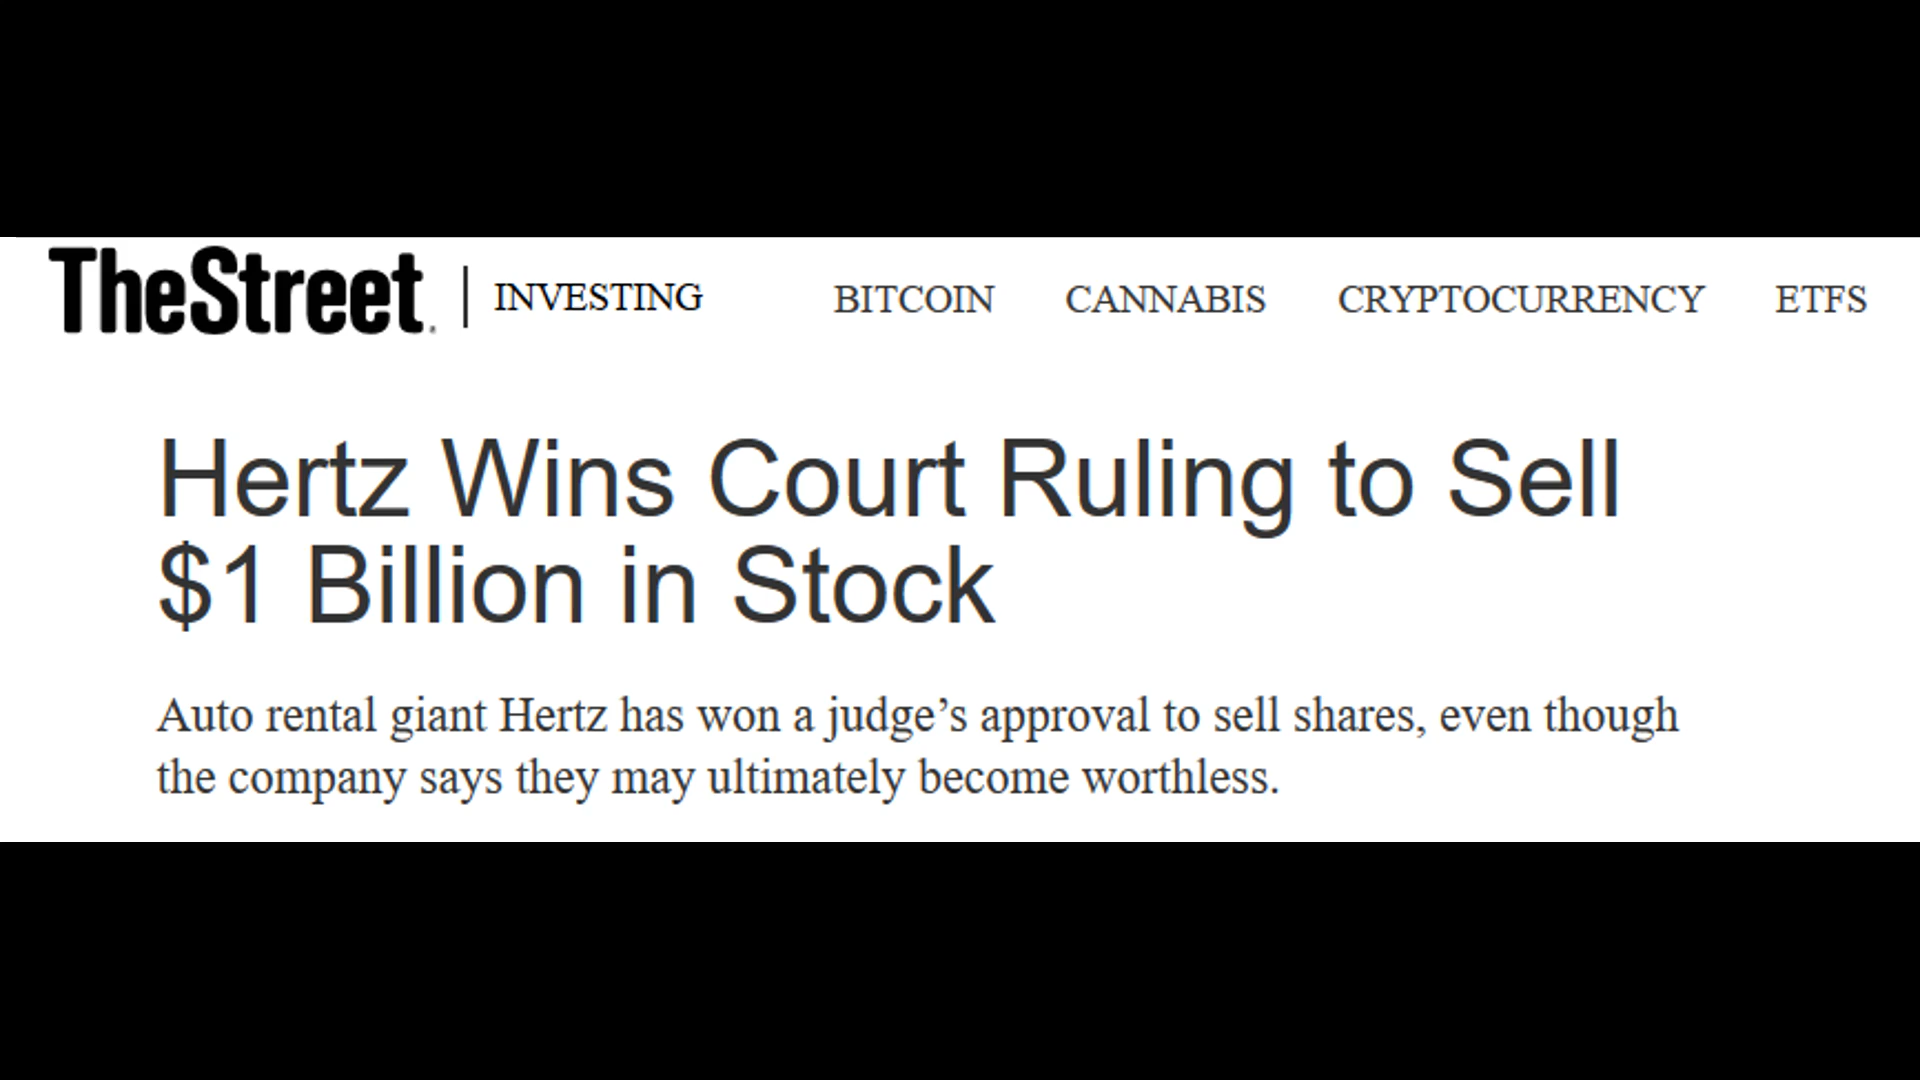 TheStreet. | INVESTING BITCOIN CANNABIS CRYPTOCURRENCY ETFS
Hertz Wins Court Ruling to Sell
$1 Billion in Stock
Auto rental giant Hertz has won a judge’s approval to sell shares, even though
the company says they may ultimately become worthless.